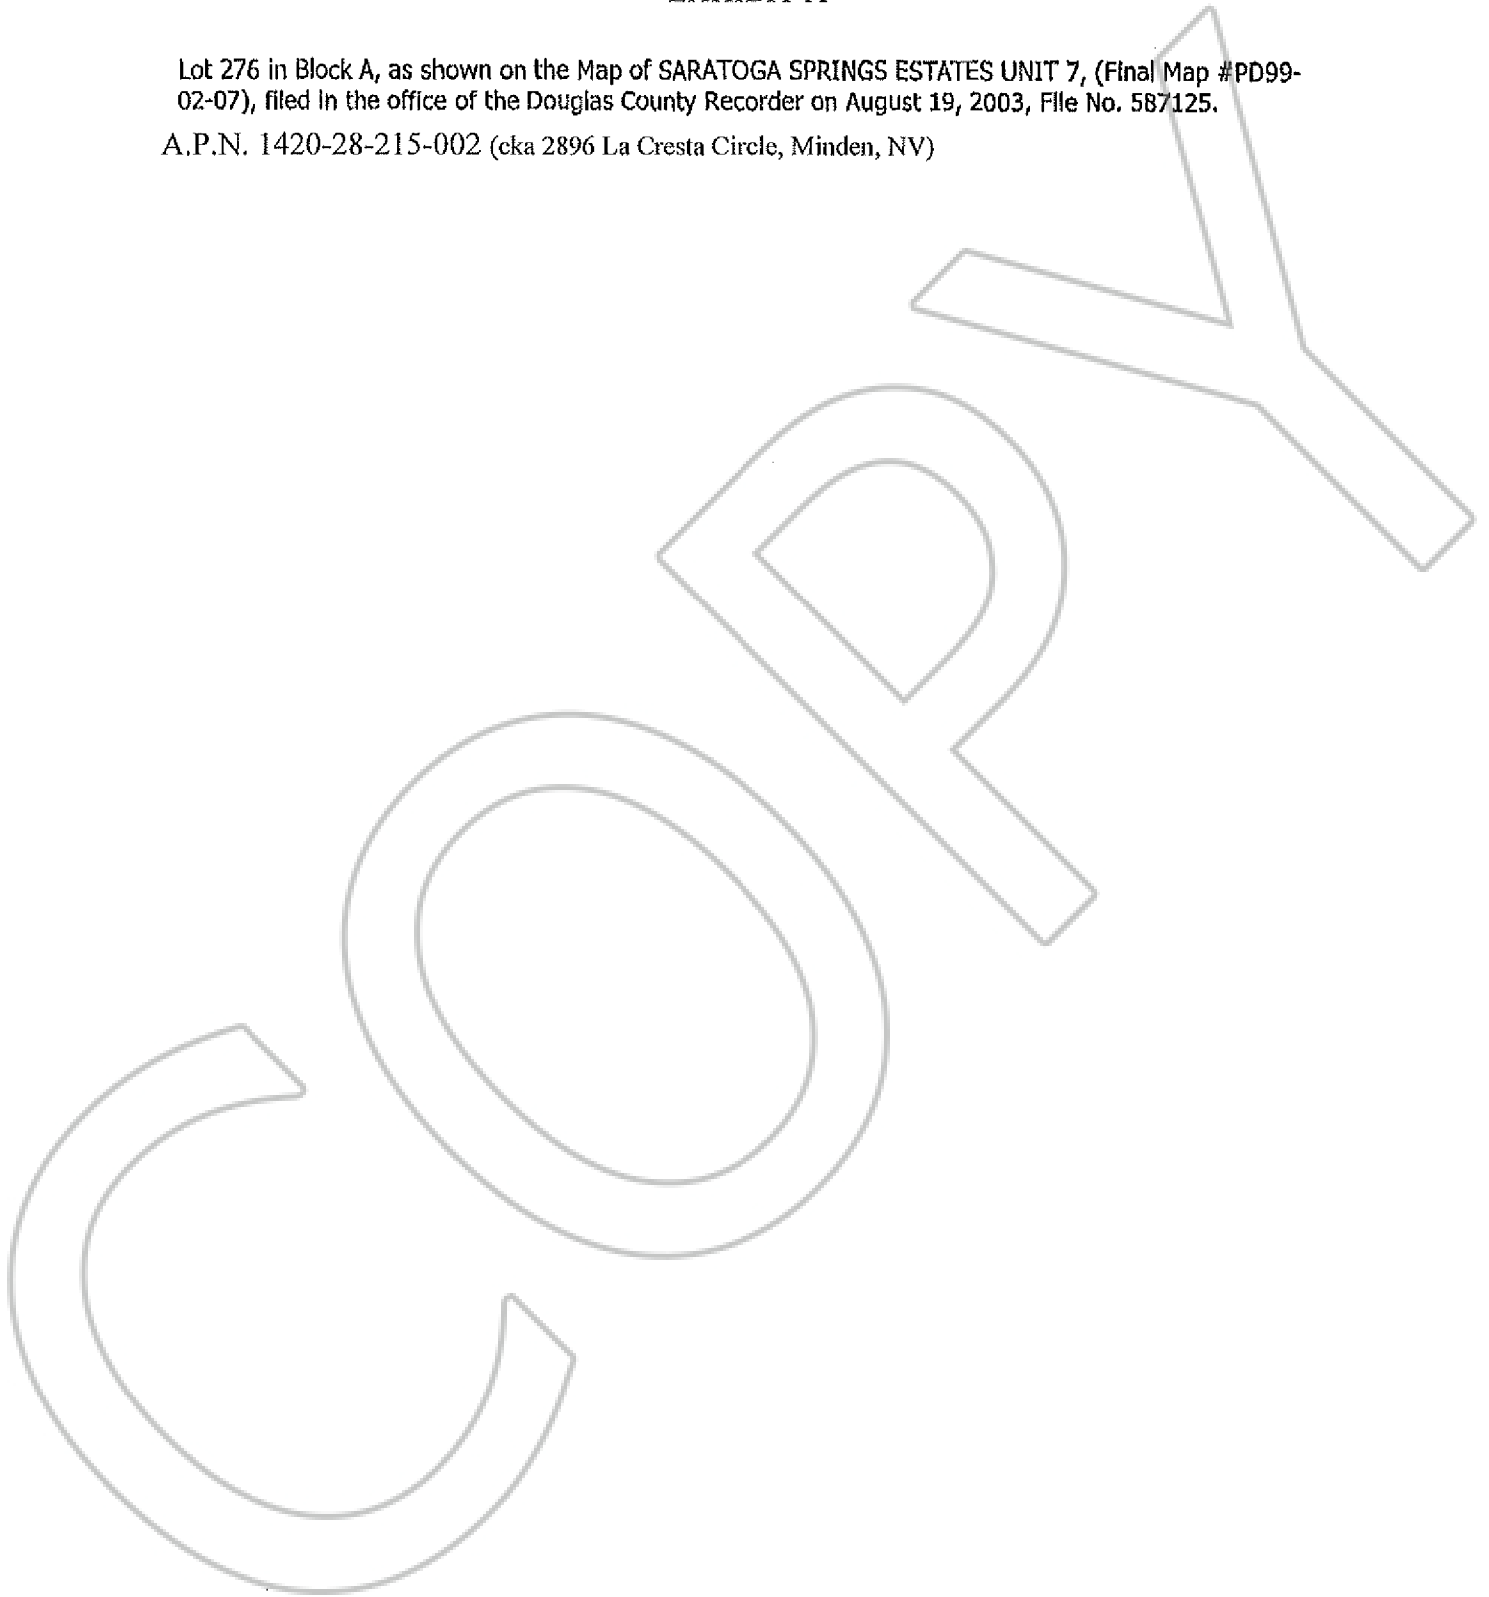 Lot 276 in Block A, as shown on the Map of SARATOGA SPRINGS ESTATES UNIT 7, (Final Map #PD99-
02-07), filed in the office of the Douglas County Recorder on August 19, 2003, File No. 587125.
A.P.N. 1420-28-215-002 (cka 2896 La Cresta Circle, Minden, NV)
COPY